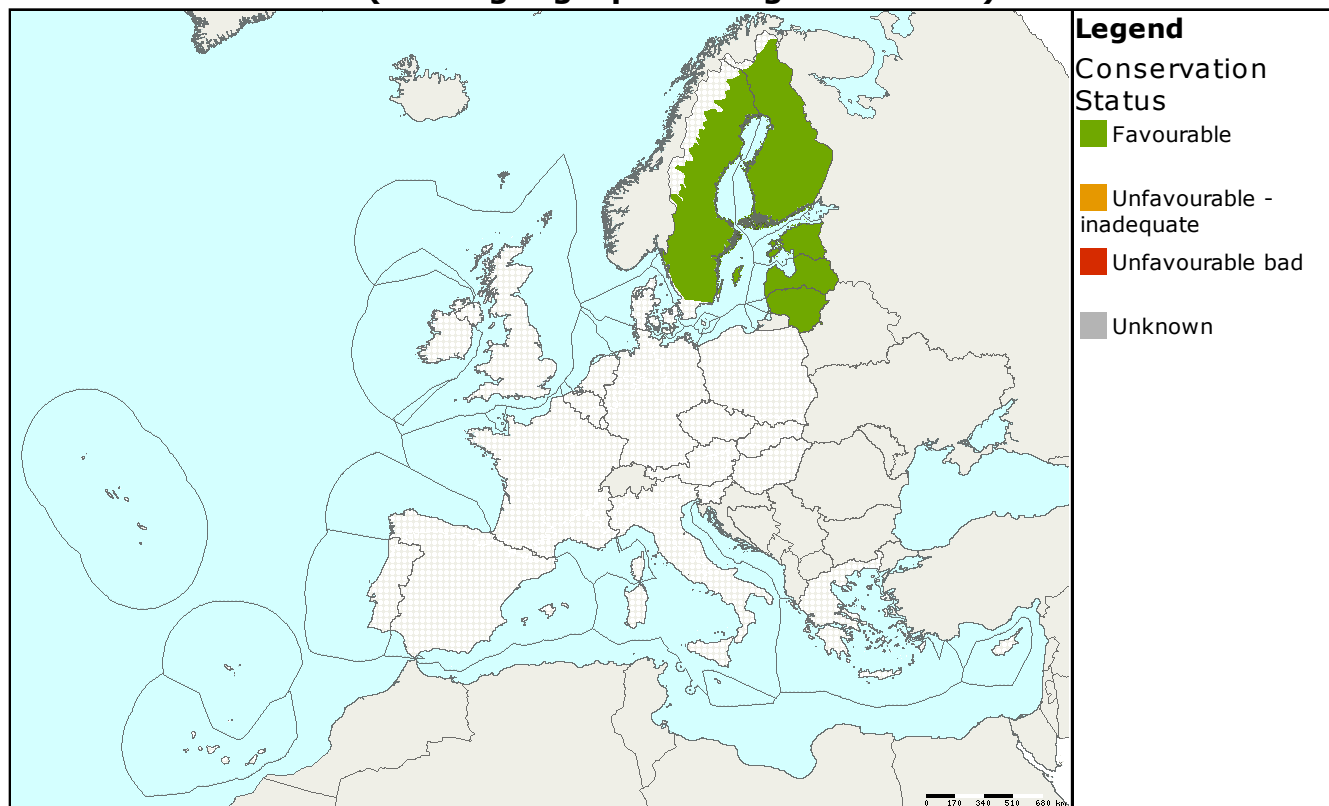 Legend
Conservation
Status
Favourable
Unfavourable -
inadequate
Unfavourable bad
Unknown
0 170 340 510 680 km